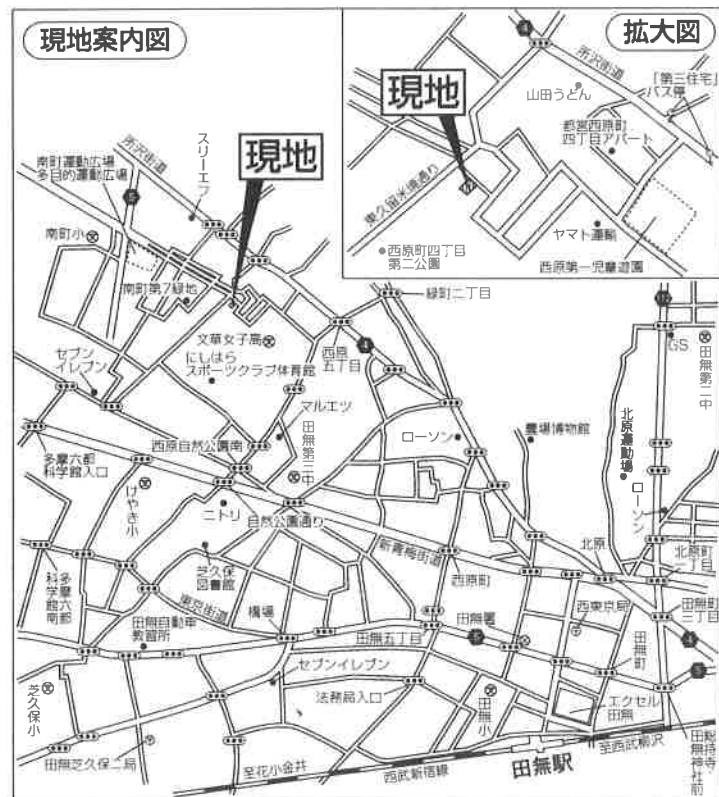 現地案内図
拡大図
所沢街道
「第三住宅」
バス停
山田うどん
現地
都営西原町
四丁目アパート
東久留米境通り
ヤマト運輸
西原町四丁目
第二公園
西原第一児童遊園
所沢街道
スリーエフ
現地
南町運動広場
多目的運動広場
南町小
南町第7緑地
緑町二丁目
文華女子高
西原
五丁目
GS
田無第二中
セブン
イレブン
にしはら
スポーツクラブ体育館
マルエツ
ローソン
農場博物館
北原運動場
西原自然公園南
田無第三中
多摩六都
科学館入口
ローソン
けやき小
ニトリ
自然公園通り
新青梅街道
北原
北原町
一丁目
芝久保
図書館
西原町
多摩六都
科学館南
東京街道
橋場
西東京局
田無町
三丁目
田無自動車
教習所
田無五丁目
田無署
田無町
セブンイレブン
法務局入口
田無小
エクセル
田無
芝久保小
田無芝久保二局
至花小金井
西武新宿線
田無駅
至西武柳沢
総持寺・
田無神社前